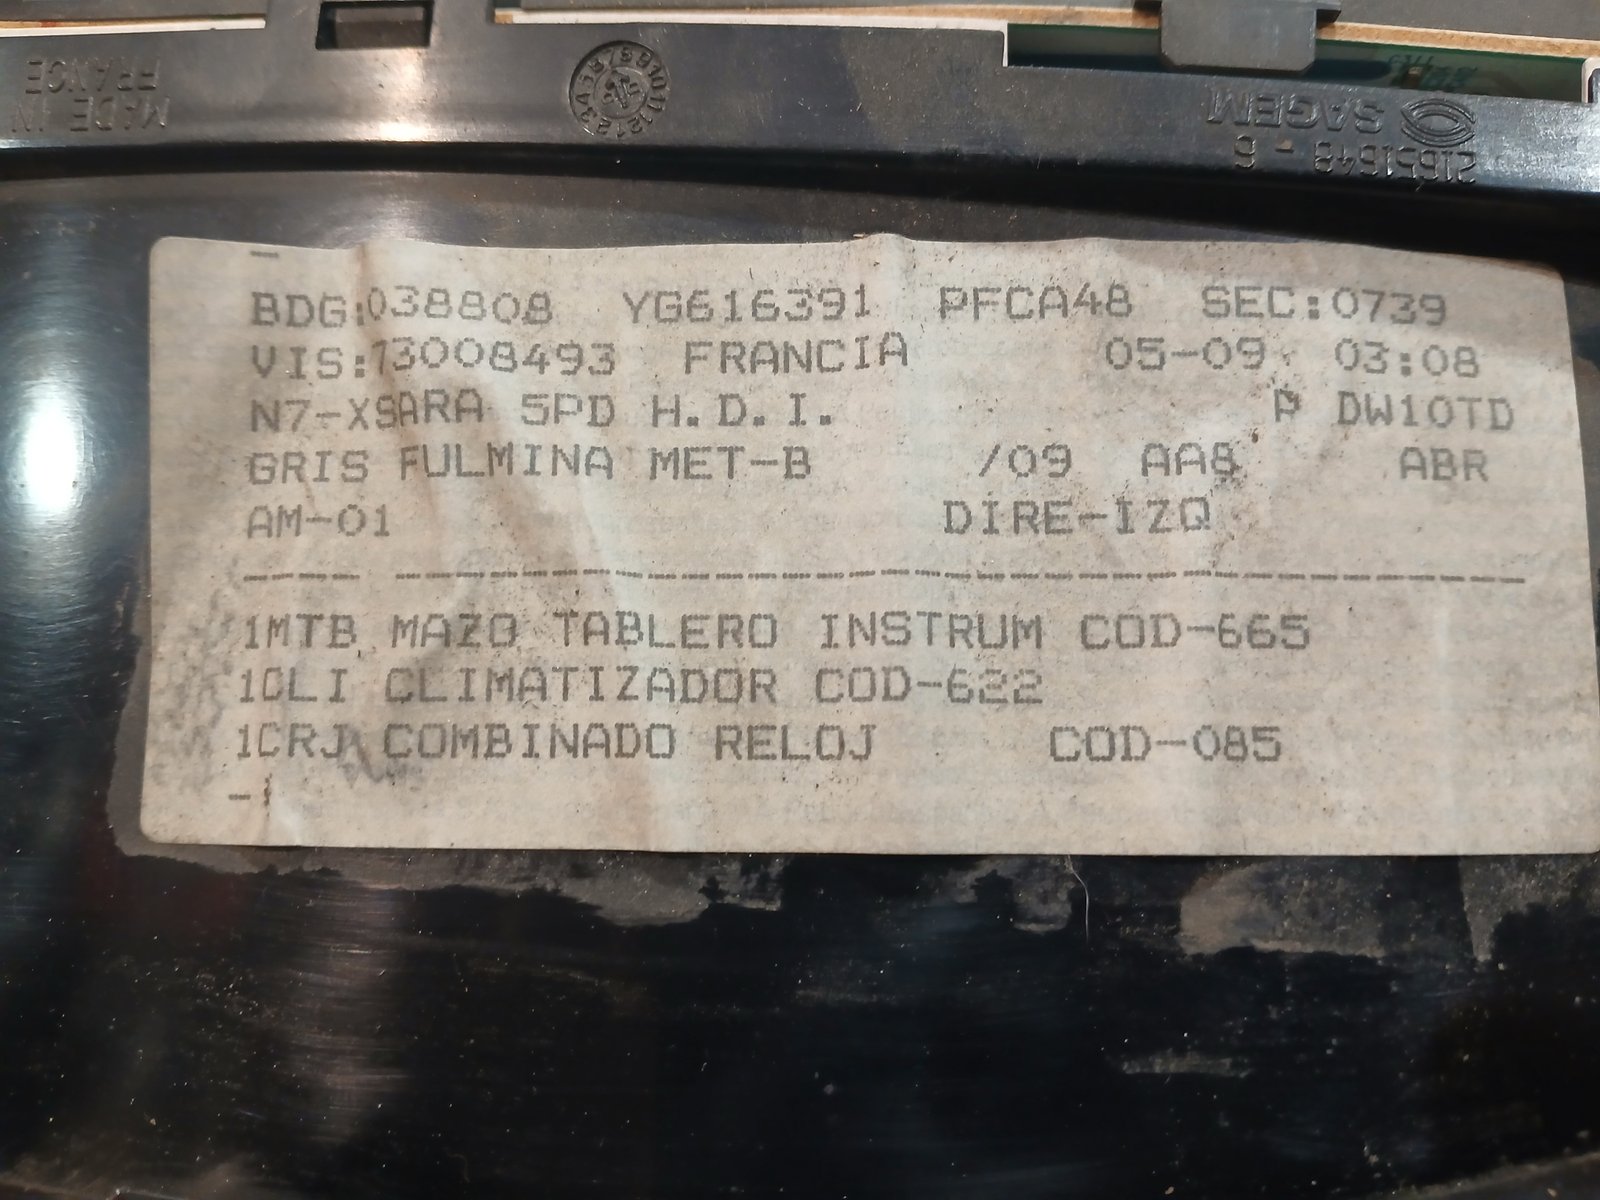 MADE IN
FRANCE
SAGEM
21651648 - 6
BDG:038808 YG616391 PFCA48 SEC:0739
VIS:73008493 FRANCIA 05-09 03:08
N7-XSARA 5PD H.D.I. P DW10TD
GRIS FULMINA MET-B /09 AA8 ABR
AM-01 DIRE-IZQ
1MTB MAZO TABLERO INSTRUM COD-665
1CLI CLIMATIZADOR COD-622
1CRJ COMBINADO RELOJ COD-085